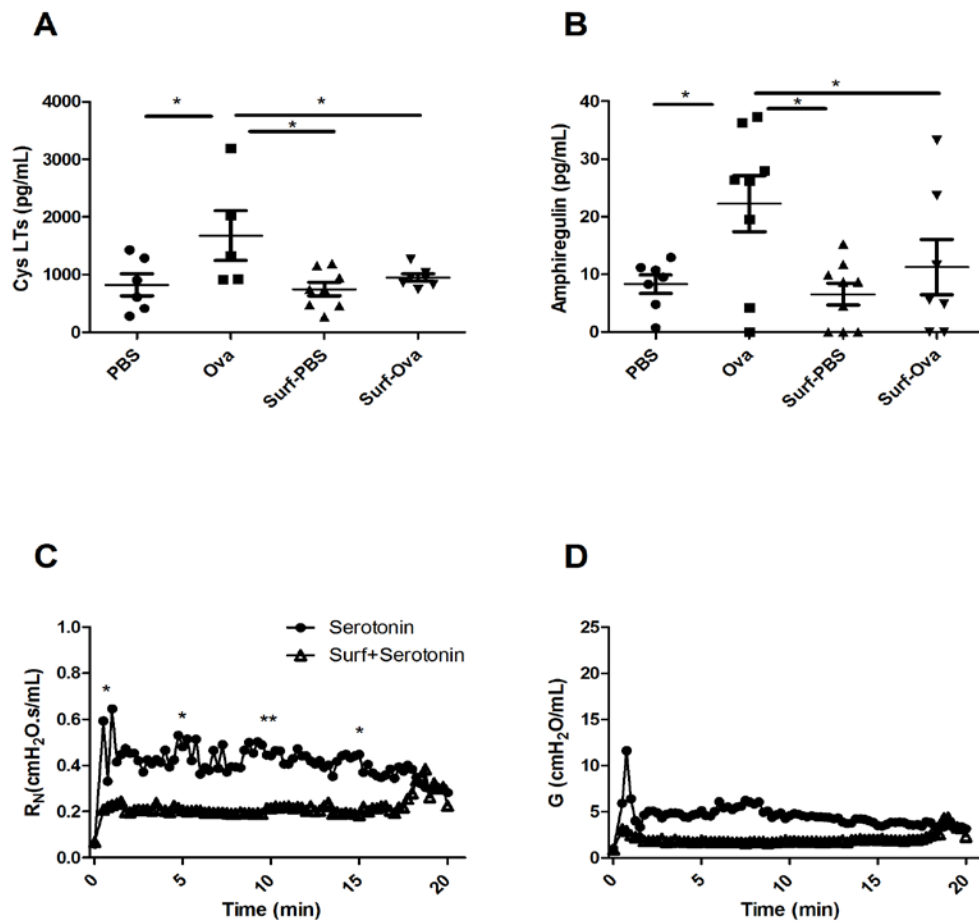 A
Cys LTs (pg/mL)
4000
3000
2000
1000
0
*
*
*
PBS
Ova
Surf-PBS
Surf-Ova
B
Amphiregulin (pg/mL)
40
30
20
10
0
*
*
*
PBS
Ova
Surf-PBS
Surf-Ova
C
R_N(cmH₂O.s/mL)
1.0
0.8
0.6
0.4
0.2
0.0
Serotonin
Surf+Serotonin
*
*
**
*
0
5
10
15
20
Time (min)
D
G (cmH₂O/mL)
25
20
15
10
5
0
0
5
10
15
20
Time (min)